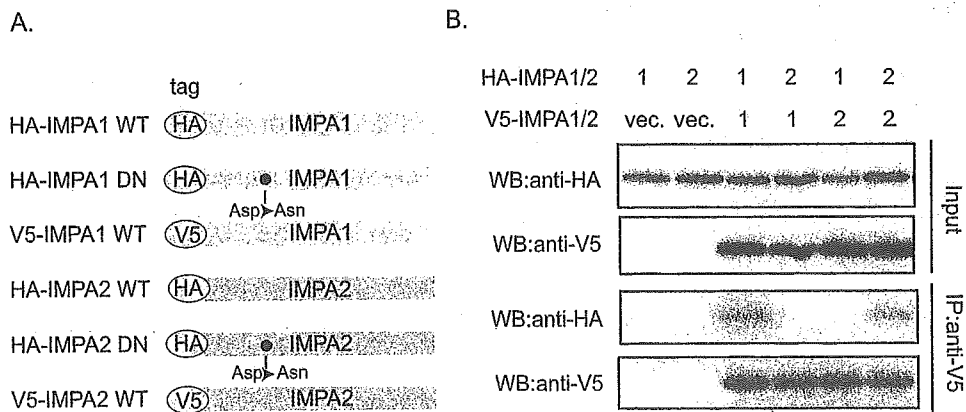 A.
tag
HA-IMPA1 WT HA IMPA1
HA-IMPA1 DN HA IMPA1
Asp Asn
V5-IMPA1 WT V5 IMPA1
HA-IMPA2 WT HA IMPA2
HA-IMPA2 DN HA IMPA2
Asp Asn
V5-IMPA2 WT V5 IMPA2
B.
HA-IMPA1/2 1 2 1 2 1 2
V5-IMPA1/2 vec. vec. 1 1 2 2
WB:anti-HA
WB:anti-V5
Input
WB:anti-HA
WB:anti-V5
IP:anti-V5